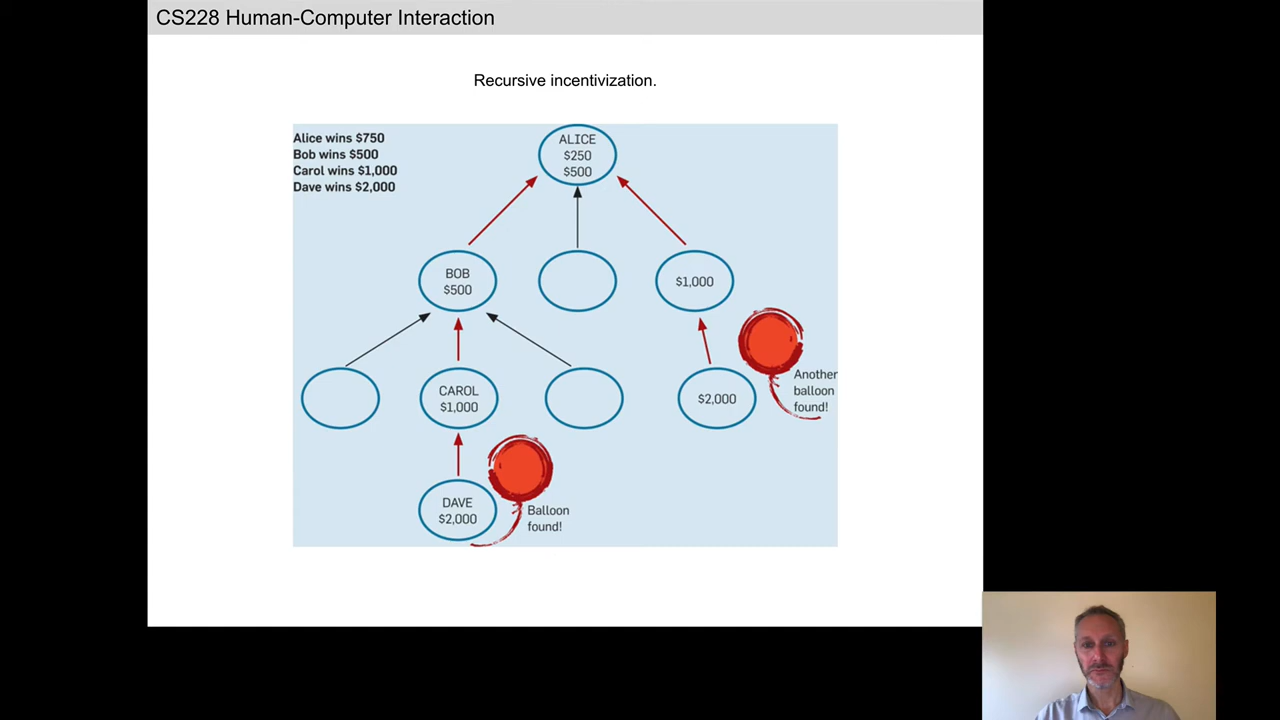 CS228 Human-Computer Interaction
Recursive incentivization.
Alice wins $750
Bob wins $500
Carol wins $1,000
Dave wins $2,000
ALICE
$250
$500
BOB
$500
$1,000
CAROL
$1,000
$2,000
Another
balloon
found!
DAVE
$2,000
Balloon
found!